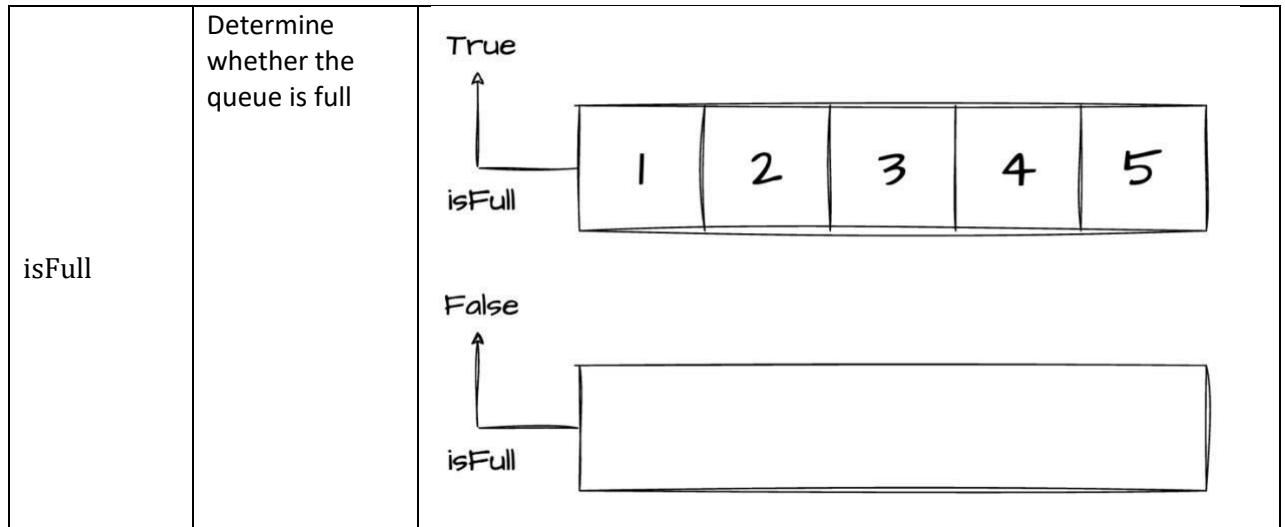 isFull
Determine
whether the
queue is full
True
isFull
1 2 3 4 5
False
isFull